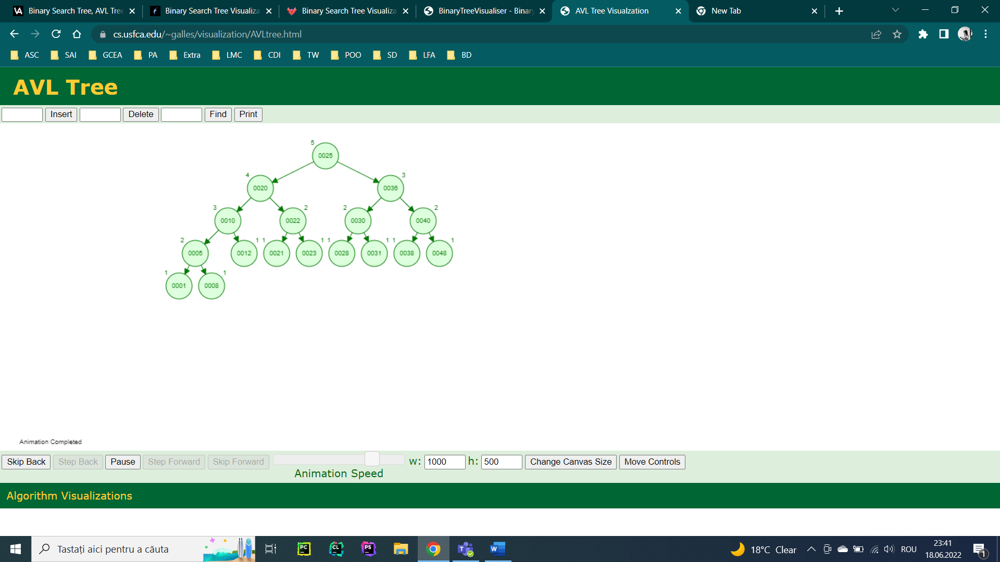 Binary Search Tree, AVL Tre
Binary Search Tree Visualiza
Binary Search Tree Visualiza
BinaryTreeVisualiser - Binar
AVL Tree Visualzation
New Tab
cs.usfca.edu/~galles/visualization/AVLtree.html
ASC SAI GCEA PA Extra LMC CDI TW POO SD LFA BD
AVL Tree
Insert Delete Find Print
5
0025
4 3
0020 0036
3 2 2 2
0010 0022 0030 0040
2 1 1 1 1 1 1 1
0005 0012 0021 0023 0028 0031 0038 0048
1 1
0001 0008
Animation Completed
Skip Back Step Back Pause Step Forward Skip Forward w: 1000 h: 500 Change Canvas Size Move Controls
Animation Speed
Algorithm Visualizations
Tastați aici pentru a căuta
PC CL PS T W
18°C Clear
ROU
23:41
18.06.2022
1